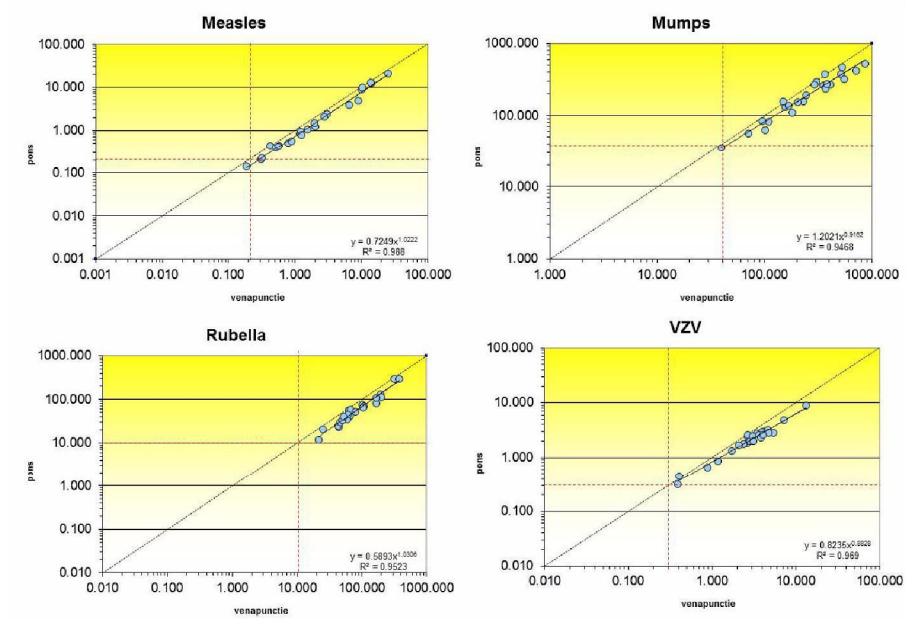 Measles
100.000
10.000
1.000
0.100
0.010
0.001
pons
y = 0.7249x^1.0222
R² = 0.988
0.001 0.010 0.100 1.000 10.000 100.000
venapunctie
Mumps
1000.000
100.000
10.000
1.000
pons
y = 1.2021x^0.9162
R² = 0.9468
1.000 10.000 100.000 1000.000
venapunctie
Rubella
1000.000
100.000
10.000
1.000
0.100
0.010
pons
y = 0.5893x^1.0306
R² = 0.9523
0.010 0.100 1.000 10.000 100.000 1000.000
venapunctie
VZV
100.000
10.000
1.000
0.100
0.010
pons
y = 0.8235x^0.8828
R² = 0.969
0.010 0.100 1.000 10.000 100.000
venapunctie